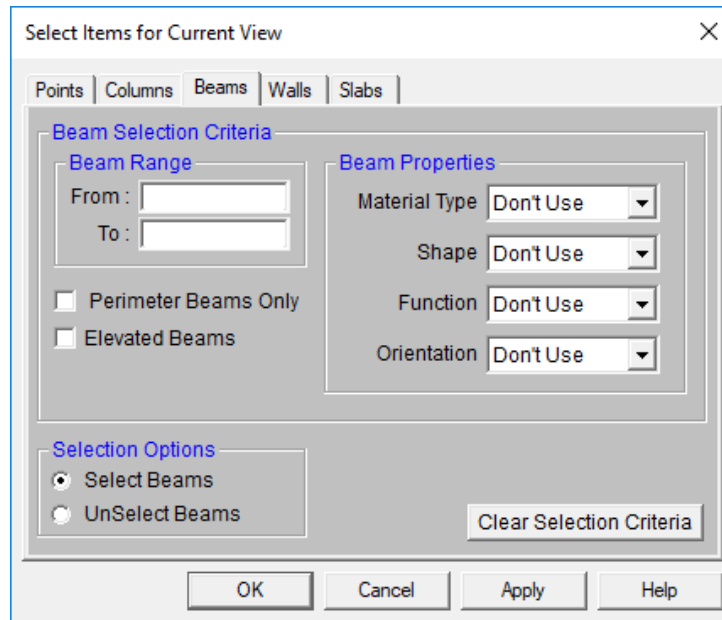 Select Items for Current View
Points Columns Beams Walls Slabs
Beam Selection Criteria
Beam Range
From :
To :
Perimeter Beams Only
Elevated Beams
Beam Properties
Material Type Don't Use
Shape Don't Use
Function Don't Use
Orientation Don't Use
Selection Options
Select Beams
UnSelect Beams
Clear Selection Criteria
OK Cancel Apply Help